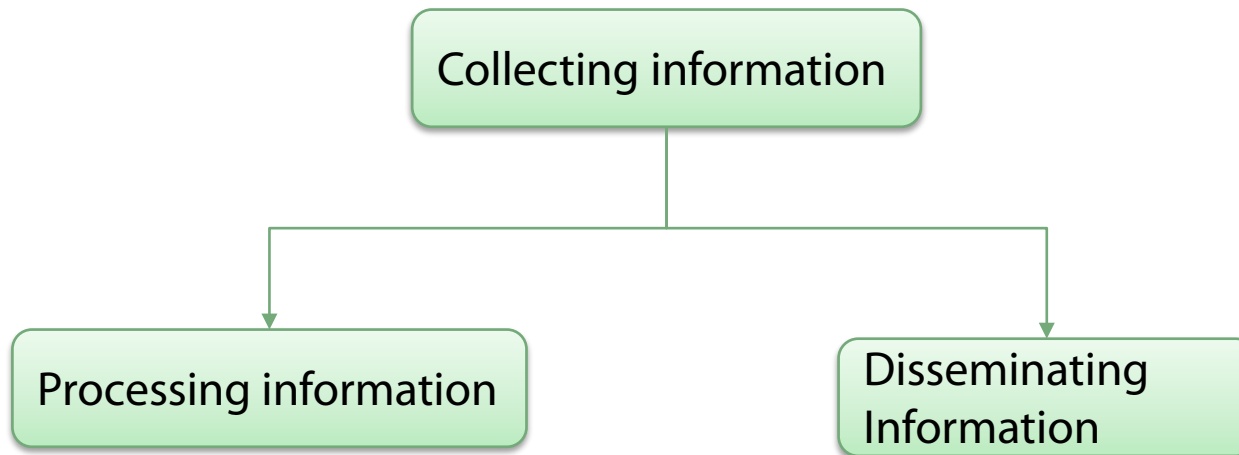 Collecting information
Processing information
Disseminating
Information